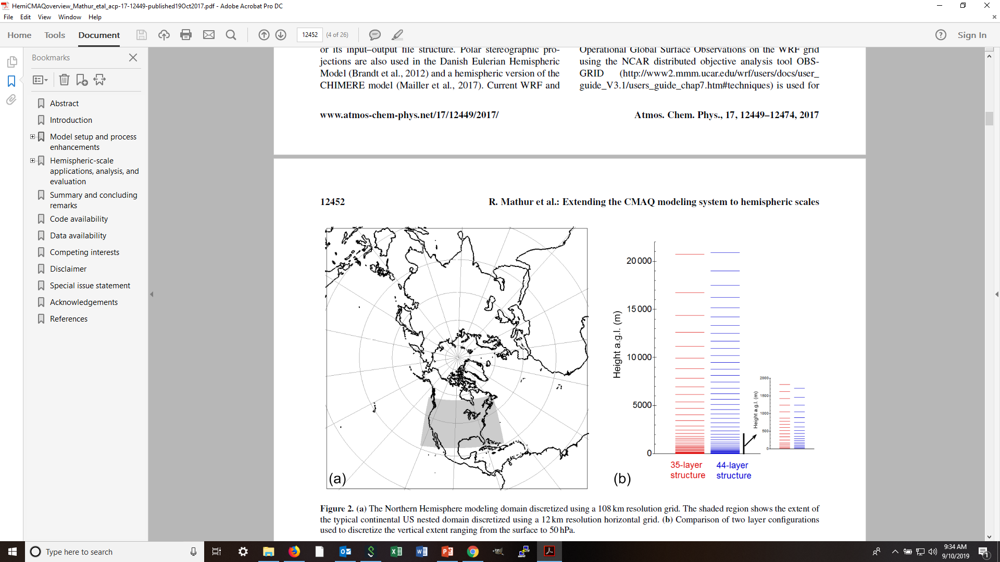 HemiCMAQoverview_Mathur_etal_acp-17-12449-published19Oct2017.pdf - Adobe Acrobat Pro DC
File Edit View Window Help
Home Tools Document 12452 (4 of 26) Sign In
Bookmarks
Abstract
Introduction
Model setup and process
enhancements
Hemispheric-scale
applications, analysis, and
evaluation
Summary and concluding
remarks
Code availability
Data availability
Competing interests
Disclaimer
Special issue statement
Acknowledgements
References
or its input–output file structure. Polar stereographic pro-
jections are also used in the Danish Eulerian Hemispheric
Model (Brandt et al., 2012) and a hemispheric version of the
CHIMERE model (Mailler et al., 2017). Current WRF and
Operational Global Surface Observations on the WRF grid
using the NCAR distributed objective analysis tool OBS-
GRID (http://www2.mmm.ucar.edu/wrf/users/docs/user_
guide_V3.1/users_guide_chap7.htm#techniques) is used for
www.atmos-chem-phys.net/17/12449/2017/
Atmos. Chem. Phys., 17, 12449–12474, 2017
12452
R. Mathur et al.: Extending the CMAQ modeling system to hemispheric scales
(a)
Height a.g.l. (m)
20 000
15 000
10 000
5000
0
35-layer
structure
44-layer
structure
Height a.g.l. (m)
2000
1500
1000
500
0
(b)
Figure 2. (a) The Northern Hemisphere modeling domain discretized using a 108 km resolution grid. The shaded region shows the extent of
the typical continental US nested domain discretized using a 12 km resolution horizontal grid. (b) Comparison of two layer configurations
used to discretize the vertical extent ranging from the surface to 50 hPa.
Type here to search
9:34 AM
9/10/2019
1